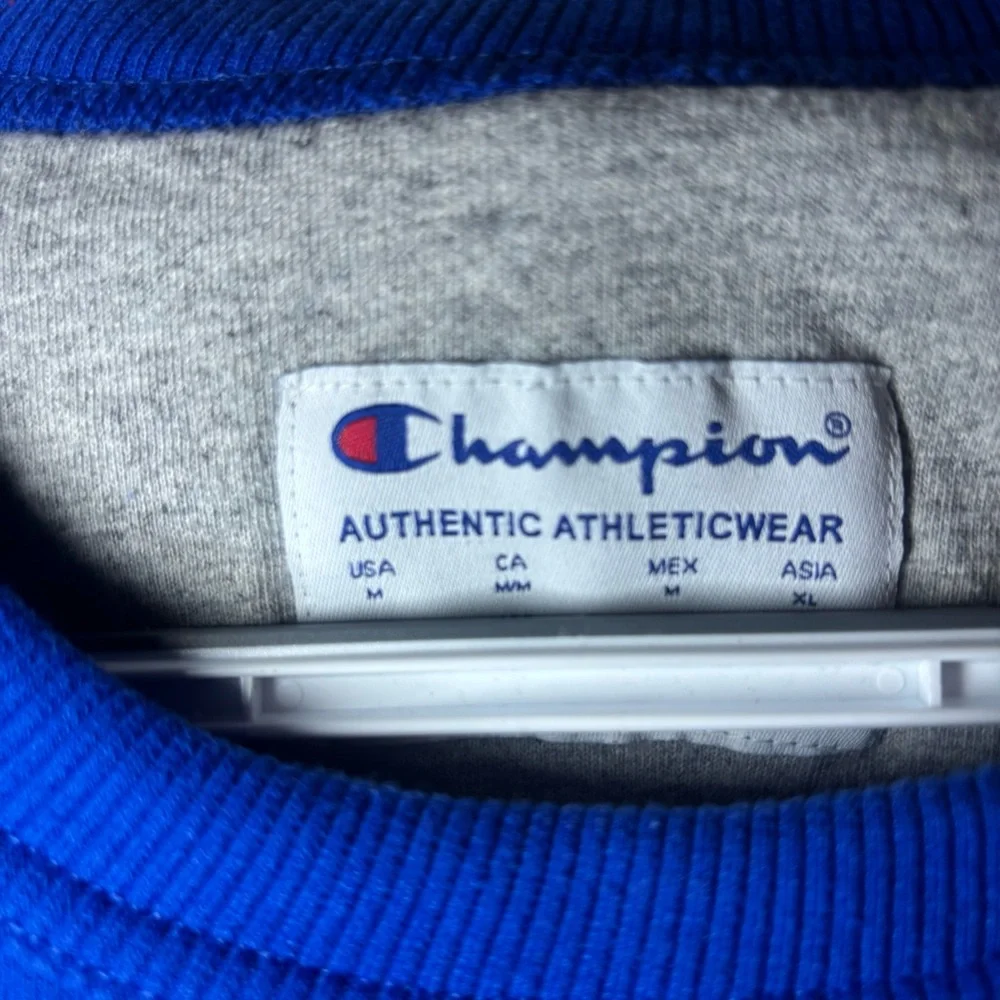 Champion®
AUTHENTIC ATHLETICWEAR
USA CA MEX ASIA
M M/M M XL